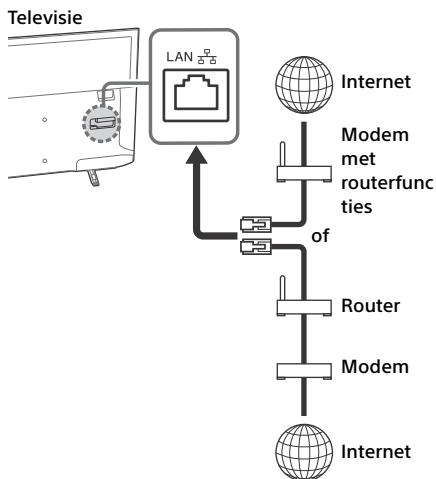 Televisie
LAN
Internet
Modem
met
routerfunc
ties
of
Router
Modem
Internet